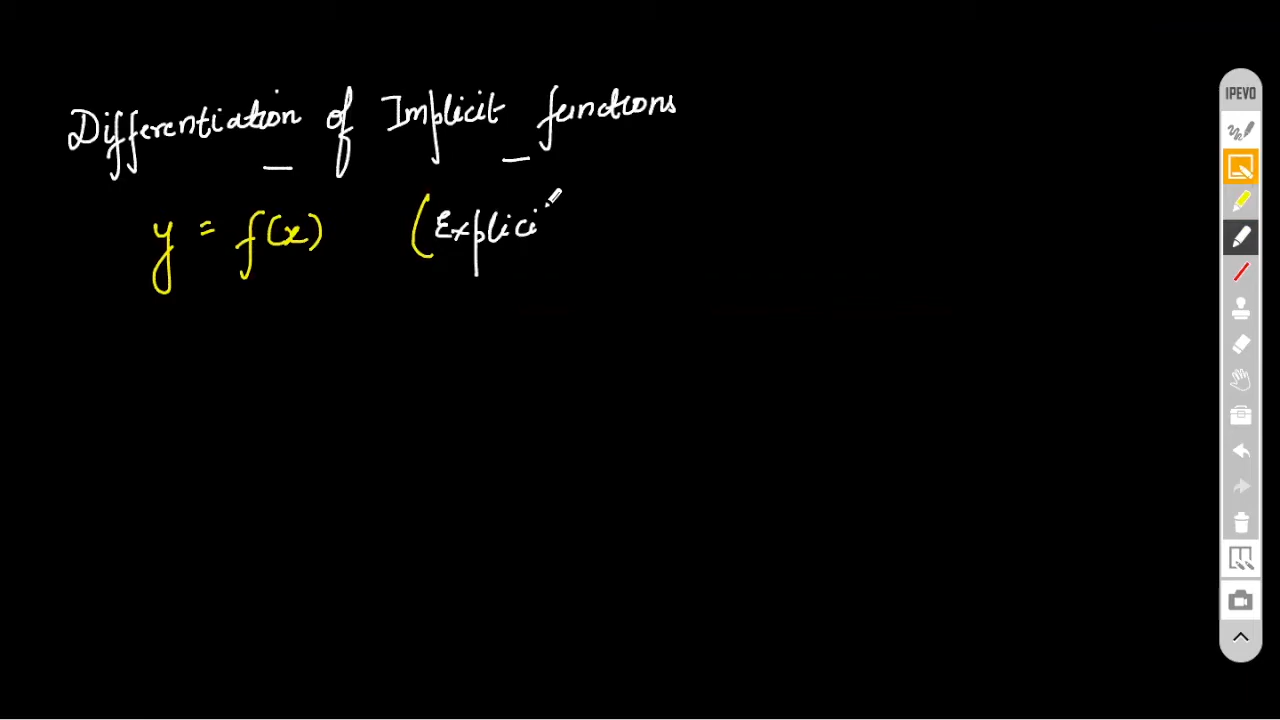 Differentiation of Implicit functions
y = f(x) (Explici
IPEVO